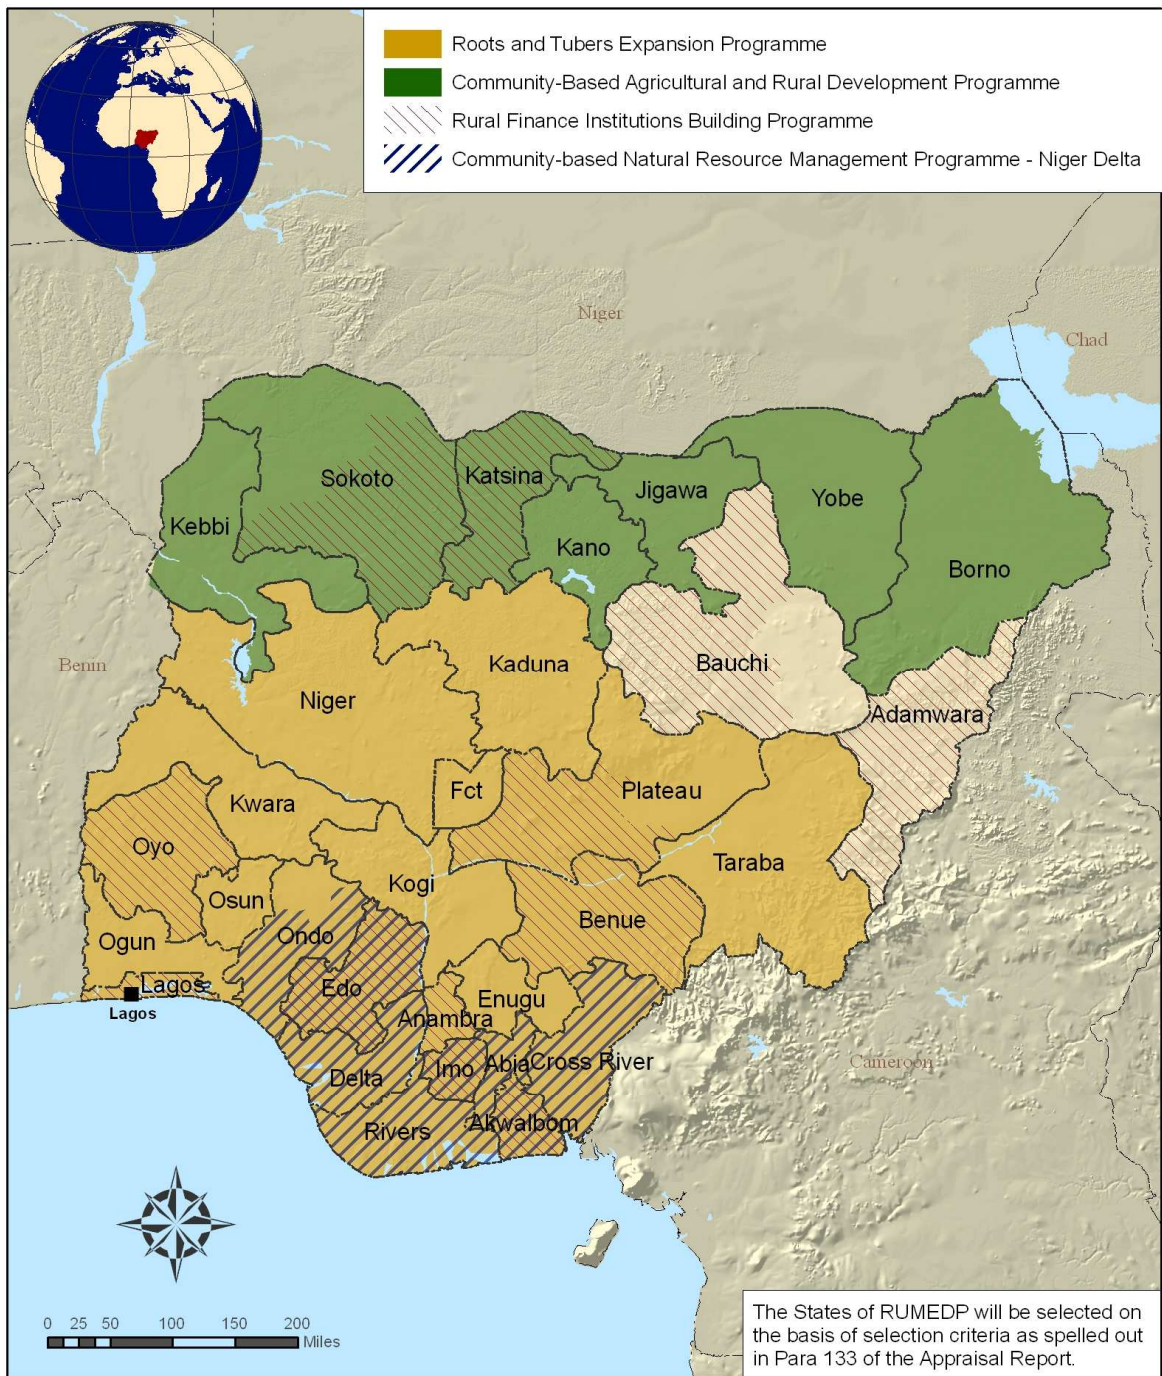 Roots and Tubers Expansion Programme
Community-Based Agricultural and Rural Development Programme
Rural Finance Institutions Building Programme
Community-based Natural Resource Management Programme - Niger Delta
Niger
Chad
Sokoto
Katsina
Jigawa
Yobe
Kebbi
Kano
Borno
Benin
Kaduna
Bauchi
Niger
Adamwara
Fct
Plateau
Kwara
Oyo
Taraba
Kogi
Osun
Benue
Ogun
Ondo
Lagos
Edo
Enugu
Lagos
Anambra
Imo
Abia
Cross River
Cameroon
Delta
Rivers
Akwalbom
0 25 50 100 150 200
Miles
The States of RUMEDP will be selected on
the basis of selection criteria as spelled out
in Para 133 of the Appraisal Report.